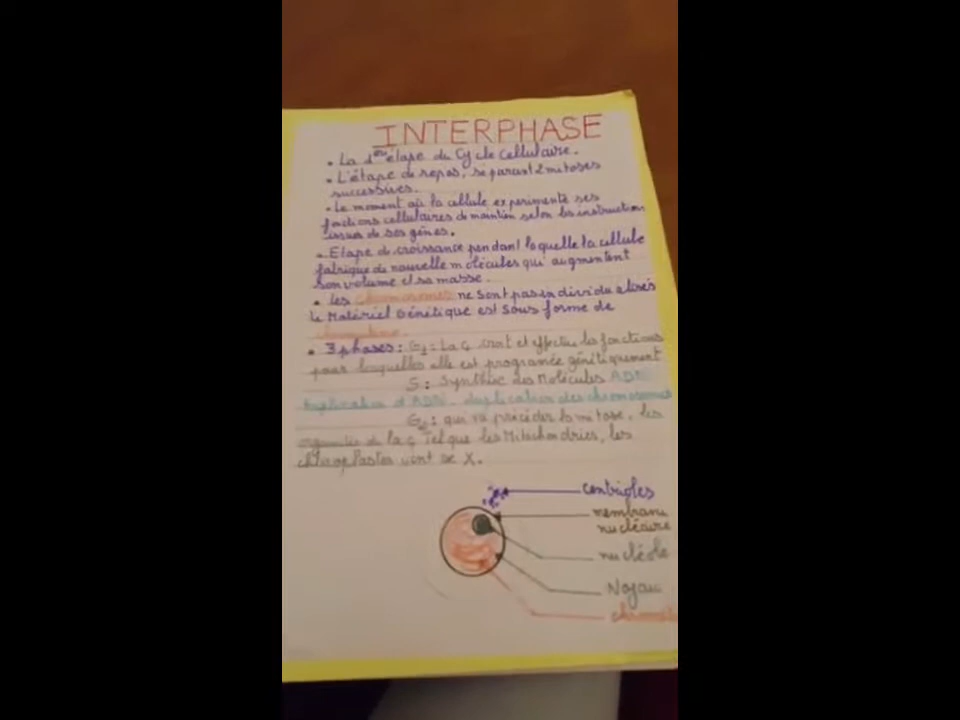 INTERPHASE
• La 1ère étape du Cycle Cellulaire.
• L'étape de repos, séparant 2 mitoses
successives.
• Le moment où la cellule expérimente ses
fonctions cellulaires de maintien selon les instructions
issues de ses gènes.
• Etape de croissance pendant laquelle la cellule
fabrique de nouvelle molécules qui augmentent
son volume et sa masse.
• les chromosomes ne sont pas individualisés
le Matériel Génétique est sous forme de
chromatine.
• 3 phases: G1: La ç croit et effectue les fonctions
pour lesquelles elle est programée génétiquement
S: Synthèse des Molécules ADN
duplication des chromosomes
G2: qui va précéder la mitose. les
de la ç Tel que les Mitochondries, les
chloroplastes vont se X.
centrioles
membrane
nucléaire
nucléole
Noyau